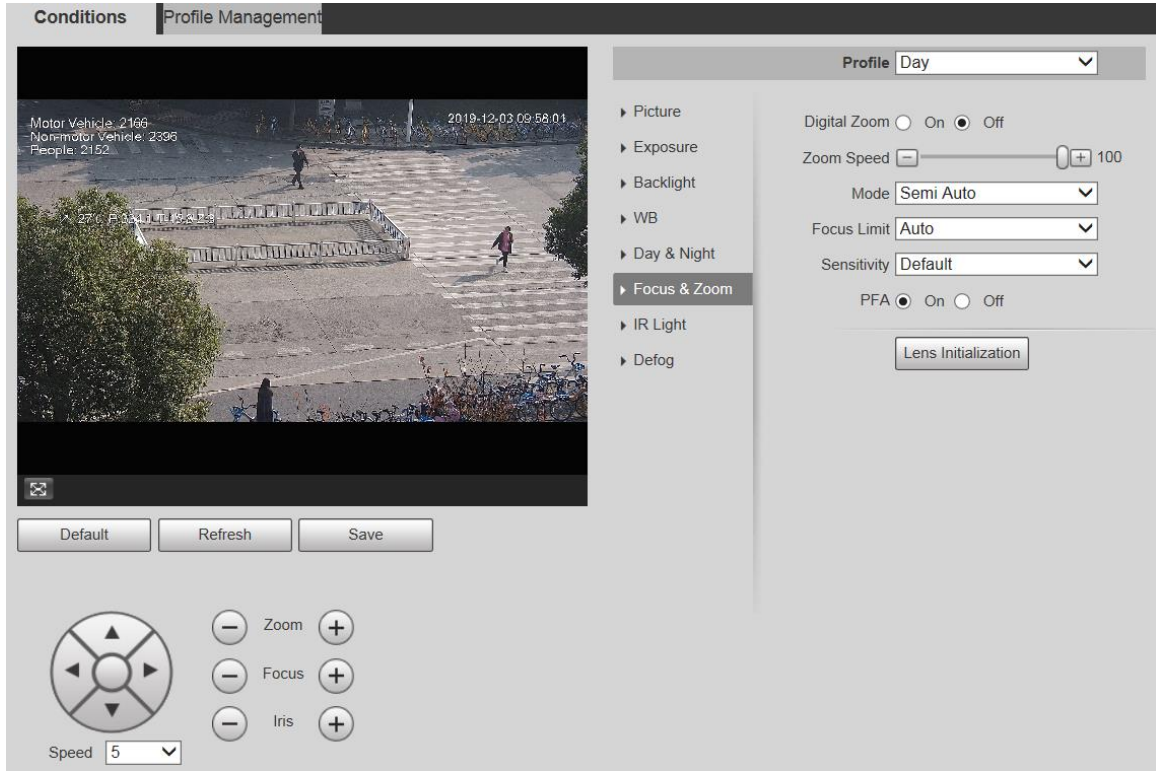 Conditions
Profile Management
Motor Vehicle: 2166
Non-motor Vehicle: 2396
People: 2152
2019-12-03 09:56:01
Default
Refresh
Save
Zoom
Focus
Iris
Speed 5
Profile Day
Picture
Exposure
Backlight
WB
Day & Night
Focus & Zoom
IR Light
Defog
Digital Zoom On Off
Zoom Speed 100
Mode Semi Auto
Focus Limit Auto
Sensitivity Default
PFA On Off
Lens Initialization